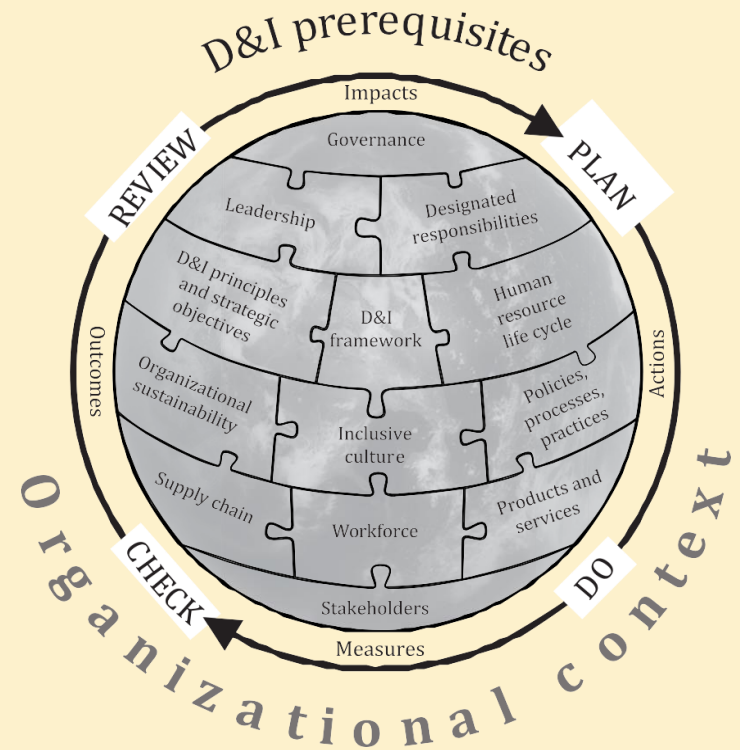 D&I prerequisites
Impacts
REVIEW
PLAN
Governance
Leadership
Designated
responsibilities
D&I principles
and strategic
objectives
D&I
framework
Human
resource
life cycle
Outcomes
Actions
Organizational
sustainability
Inclusive
culture
Policies,
processes,
practices
Supply chain
Workforce
Products and
services
CHECK
DO
Stakeholders
Measures
Organizational context